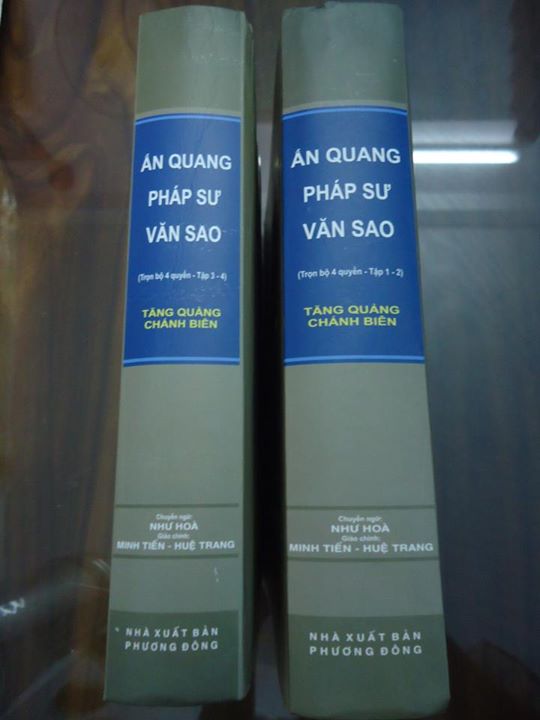 ẤN QUANG
PHÁP SƯ
VĂN SAO
(Trọn bộ 4 quyển - Tập 3 - 4)
TĂNG QUẢNG
CHÁNH BIÊN
Chuyển ngữ:
NHƯ HOÀ
Giảo chính:
MINH TIẾN - HUỆ TRANG
NHÀ XUẤT BẢN
PHƯƠNG ĐÔNG
ẤN QUANG
PHÁP SƯ
VĂN SAO
(Trọn bộ 4 quyển - Tập 1 - 2)
TĂNG QUẢNG
CHÁNH BIÊN
Chuyển ngữ:
NHƯ HOÀ
Giảo chính:
MINH TIẾN - HUỆ TRANG
NHÀ XUẤT BẢN
PHƯƠNG ĐÔNG